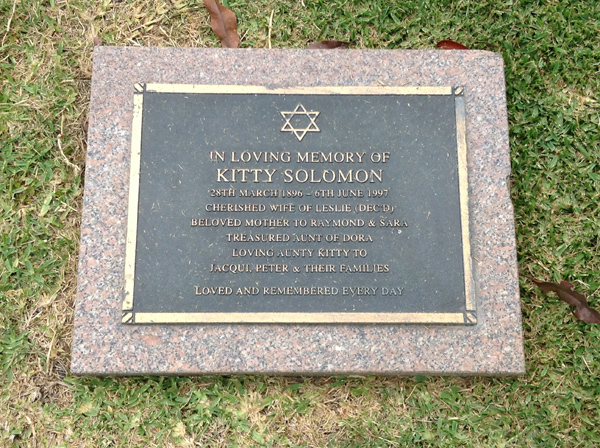 IN LOVING MEMORY OF
KITTY SOLOMON
28TH MARCH 1896 - 6TH JUNE 1997
CHERISHED WIFE OF LESLIE (DEC'D)
BELOVED MOTHER TO RAYMOND & SARA
TREASURED AUNT OF DORA
LOVING AUNTY KITTY TO
JACQUI, PETER & THEIR FAMILIES
LOVED AND REMEMBERED EVERY DAY